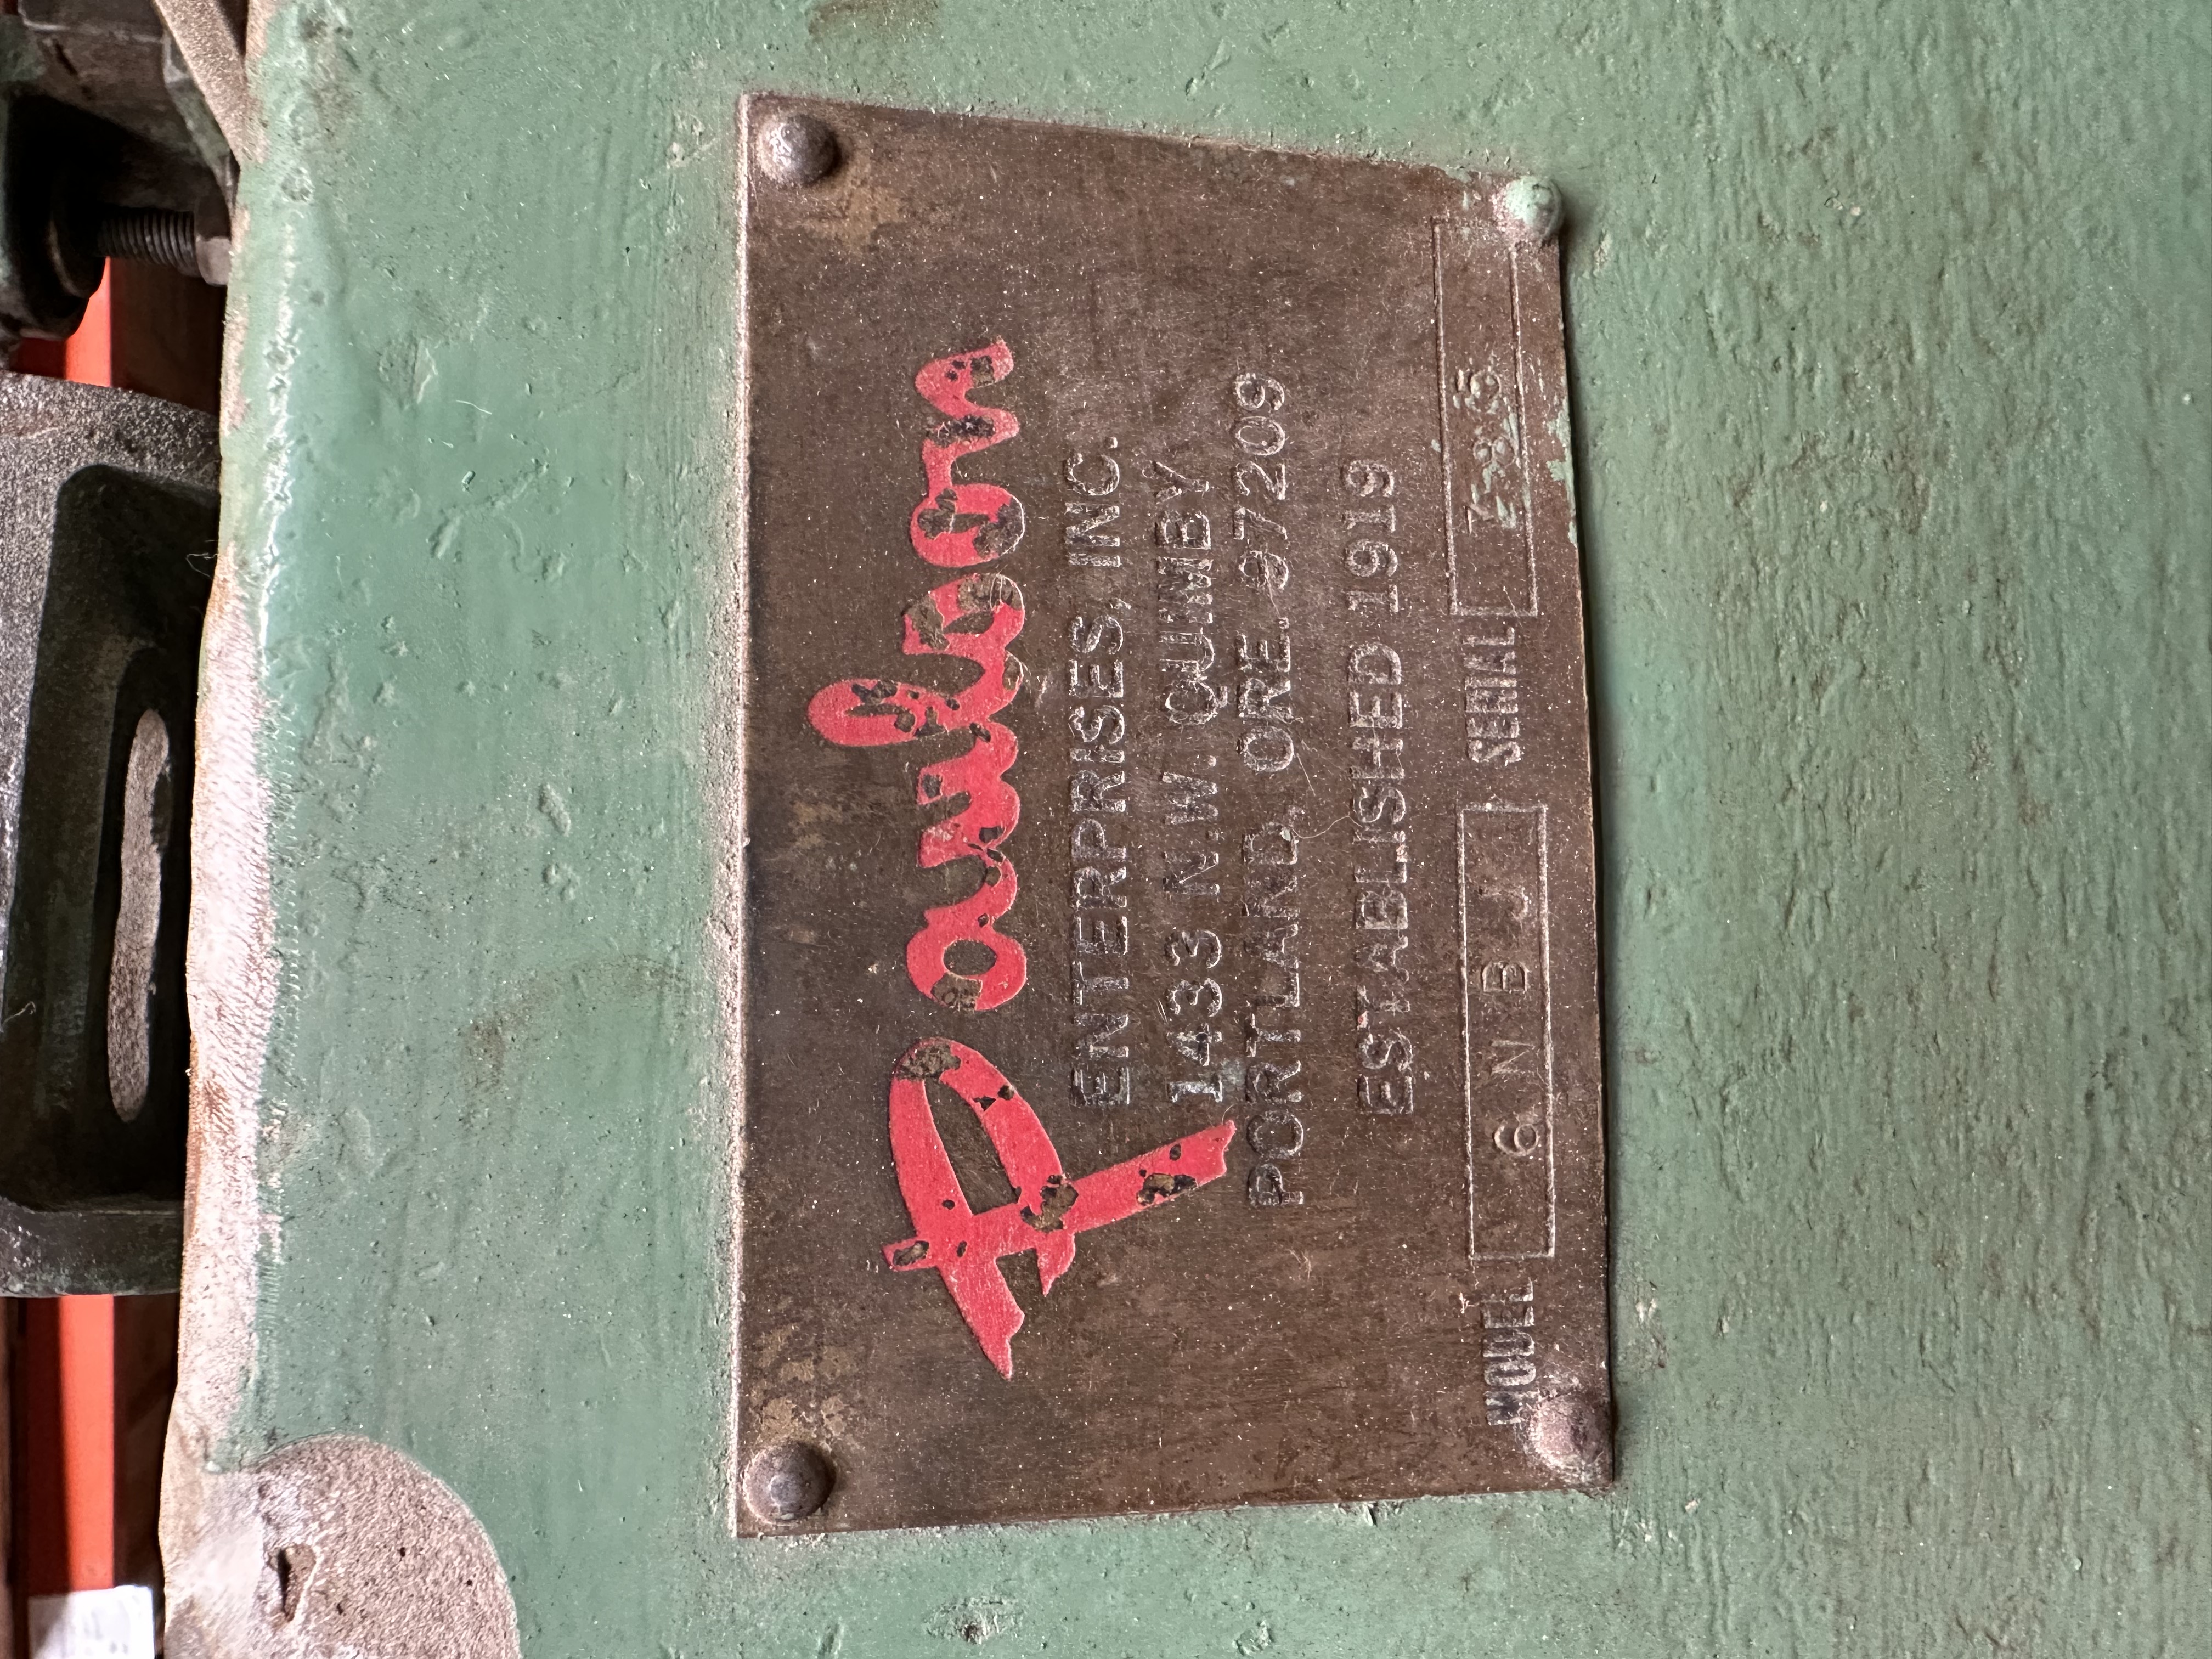 Paulson
ENTERPRISES, INC.
1433 N.W. QUIMBY
PORTLAND, ORE. 97209
ESTABLISHED 1919
MODEL 6 N B J SERIAL